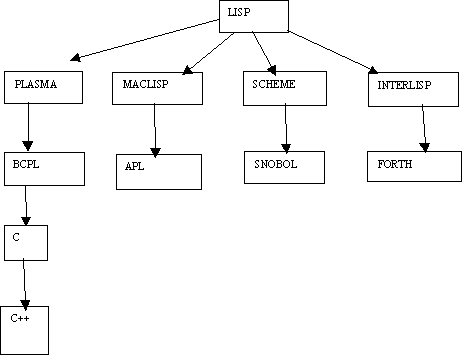 LISP
PLASMA
MACLISP
SCHEME
INTERLISP
BCPL
APL
SNOBOL
FORTH
C
C++